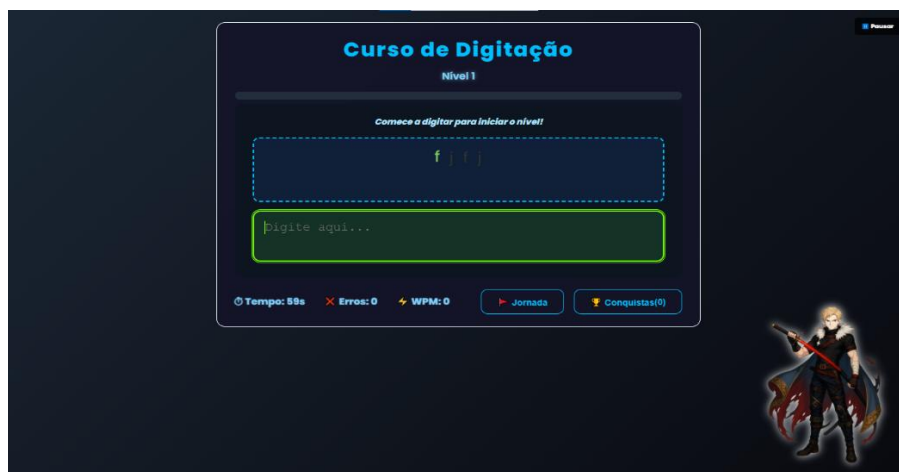 Pausar
Curso de Digitação
Nível 1
Comece a digitar para iniciar o nível!
f j f j
Digite aqui...
Tempo: 59s Erros: 0 WPM: 0 Jornada Conquistas(0)